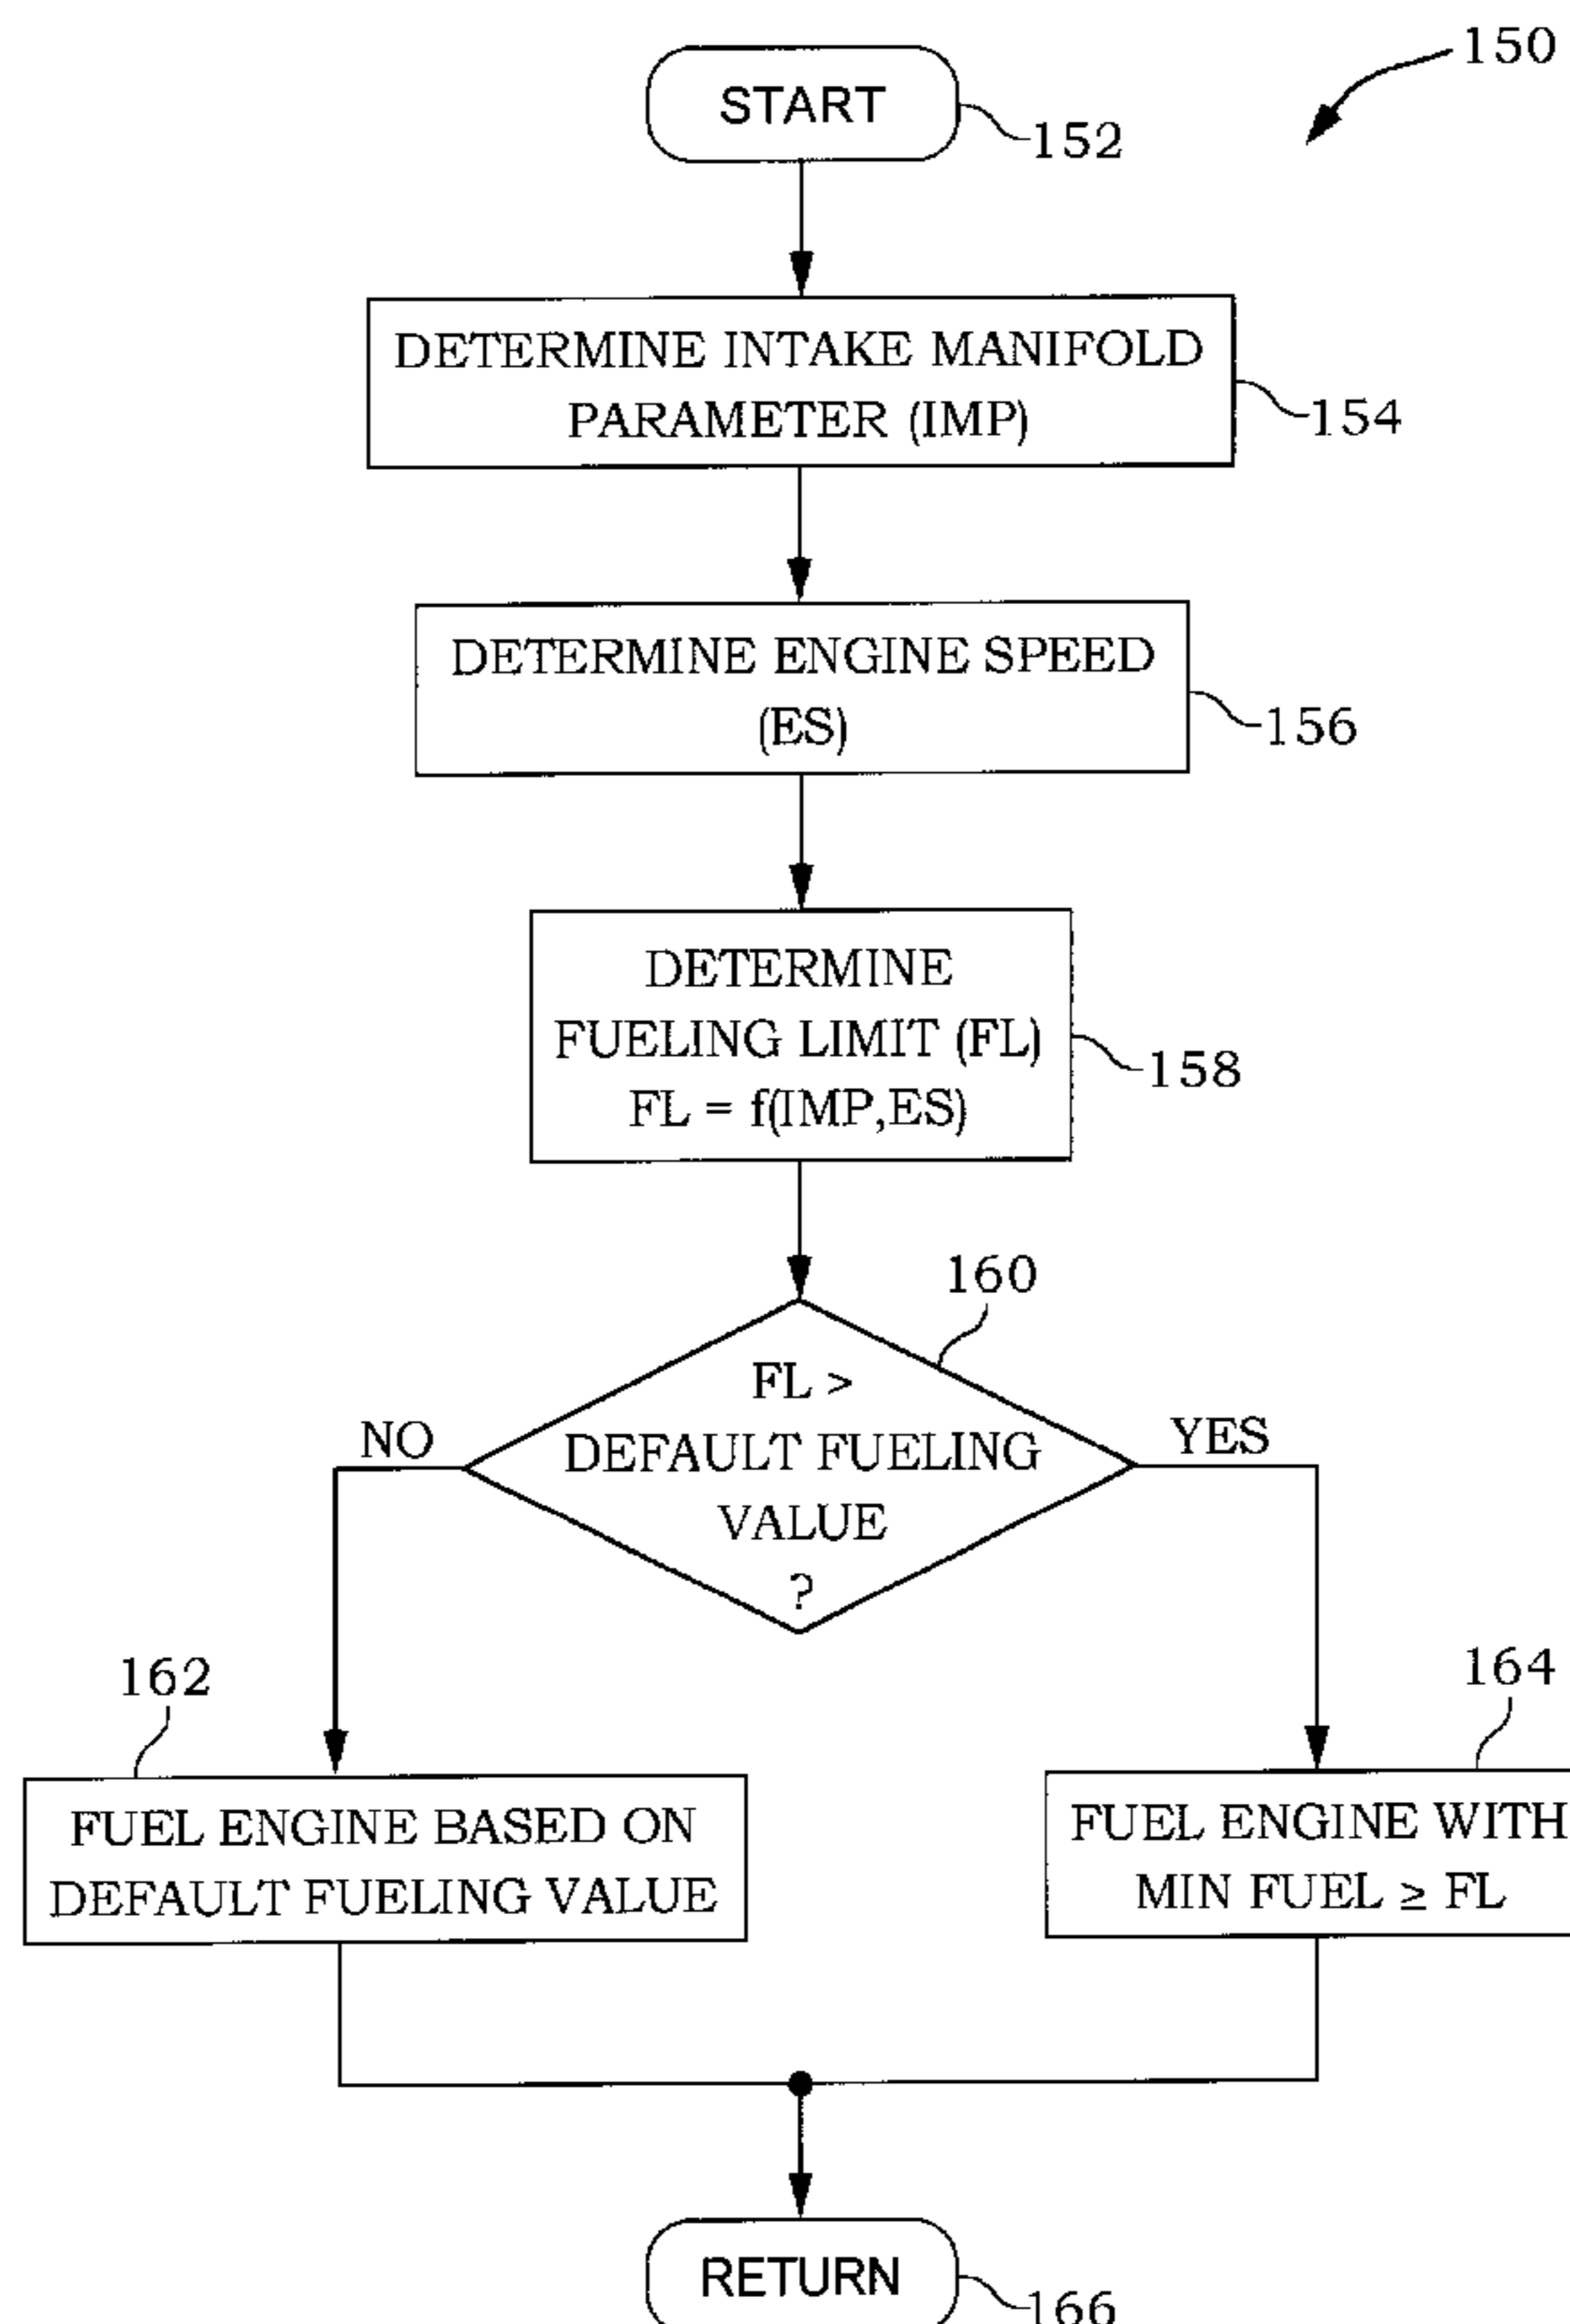 150
START
152
DETERMINE INTAKE MANIFOLD
PARAMETER (IMP)
154
DETERMINE ENGINE SPEED
(ES)
156
DETERMINE
FUELING LIMIT (FL)
FL = f(IMP,ES)
158
160
FL >
DEFAULT FUELING
VALUE
?
NO
YES
162
FUEL ENGINE BASED ON
DEFAULT FUELING VALUE
164
FUEL ENGINE WITH
MIN FUEL ≥ FL
RETURN
166